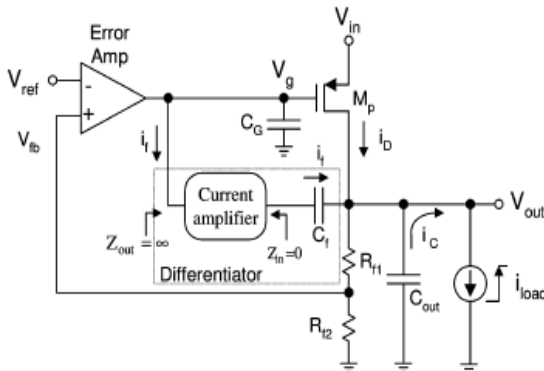 Error
Amp
V_in
V_ref
-
+
V_g
M_p
V_fb
C_G
i_f
i_D
i_f
Current
amplifier
C_f
Z_out = ∞
Z_in=0
Differentiator
V_out
i_C
R_f1
C_out
i_load
R_f2